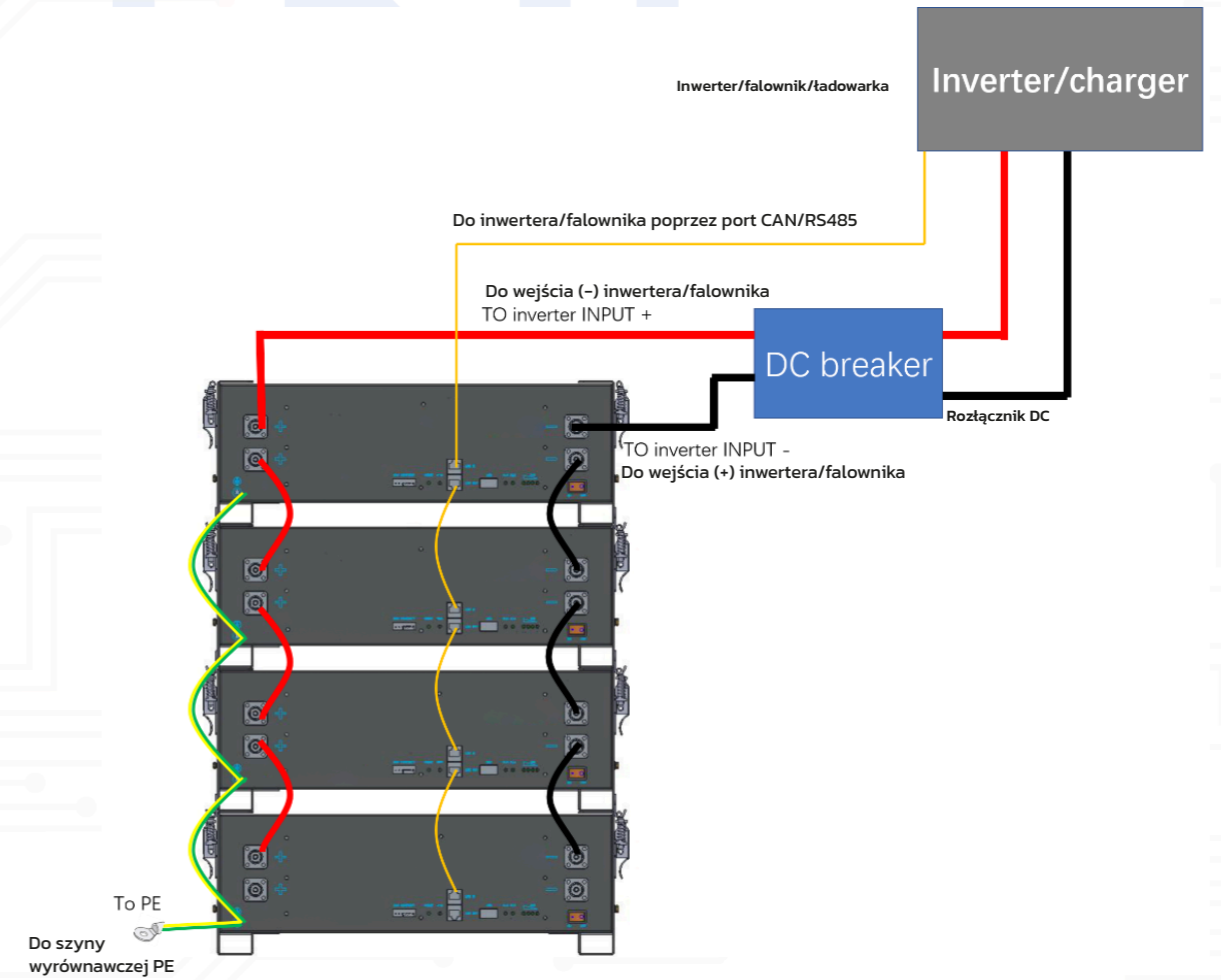 Inverter/charger
Inwerter/falownik/ładowarka
Do inwertera/falownika poprzez port CAN/RS485
Do wejścia (-) inwertera/falownika
TO inverter INPUT +
DC breaker
Rozłącznik DC
TO inverter INPUT -
Do wejścia (+) inwertera/falownika
To PE
Do szyny
wyrównawczej PE